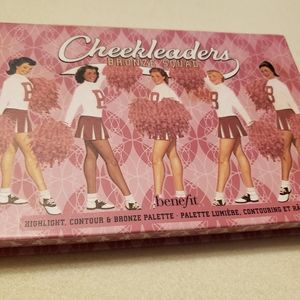 Cheekleaders
BRONZE SQUAD
B B B
benefit
HIGHLIGHT, CONTOUR & BRONZE PALETTE · PALETTE LUMIÈRE, CONTOURING ET